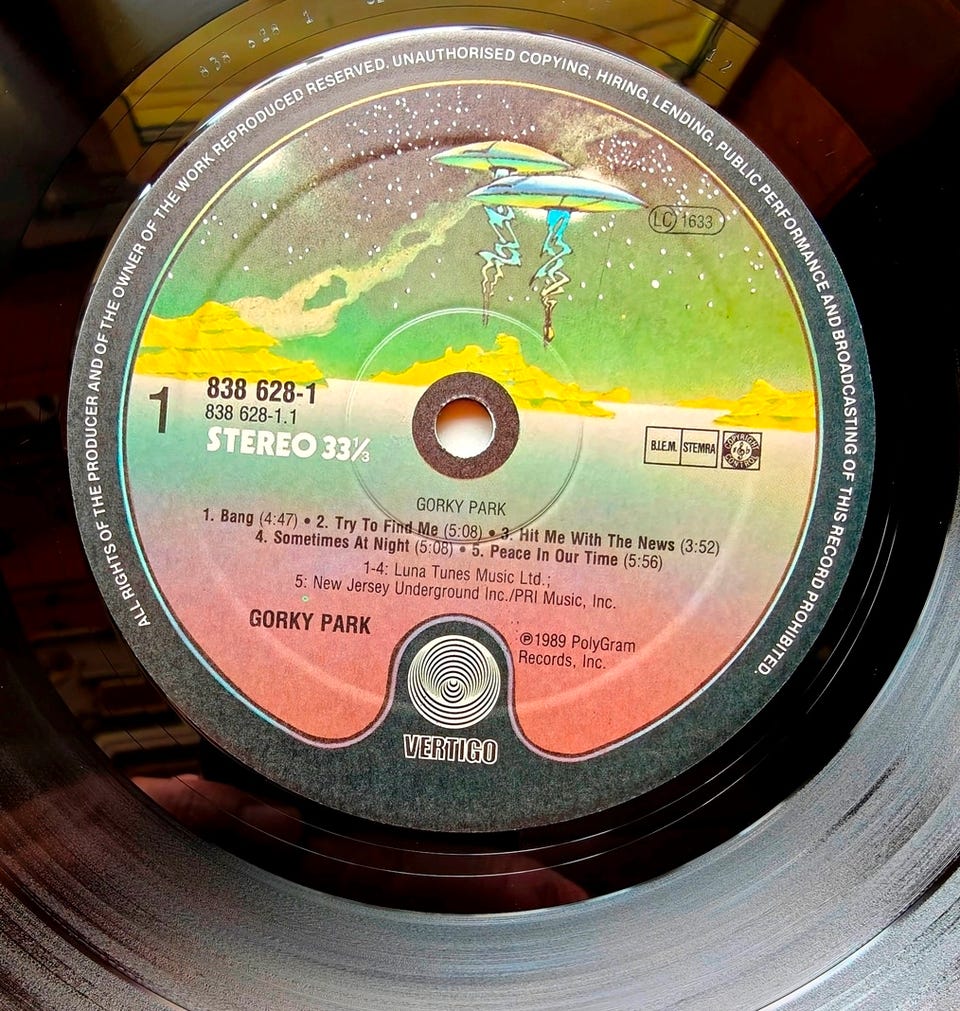 838 628 1
ALL RIGHTS OF THE PRODUCER AND OF THE OWNER OF THE WORK REPRODUCED RESERVED. UNAUTHORISED COPYING, HIRING, LENDING, PUBLIC PERFORMANCE AND BROADCASTING OF THIS RECORD PROHIBITED.
LC 1633
1
838 628-1
838 628-1.1
STEREO 33⅓
B.I.E.M. STEMRA COPYRIGHT CONTROL
GORKY PARK
1. Bang (4:47) • 2. Try To Find Me (5:08) • 3. Hit Me With The News (3:52)
4. Sometimes At Night (5:08) • 5. Peace In Our Time (5:56)
1-4: Luna Tunes Music Ltd.;
5: New Jersey Underground Inc./PRI Music, Inc.
GORKY PARK
℗1989 PolyGram
Records, Inc.
VERTIGO